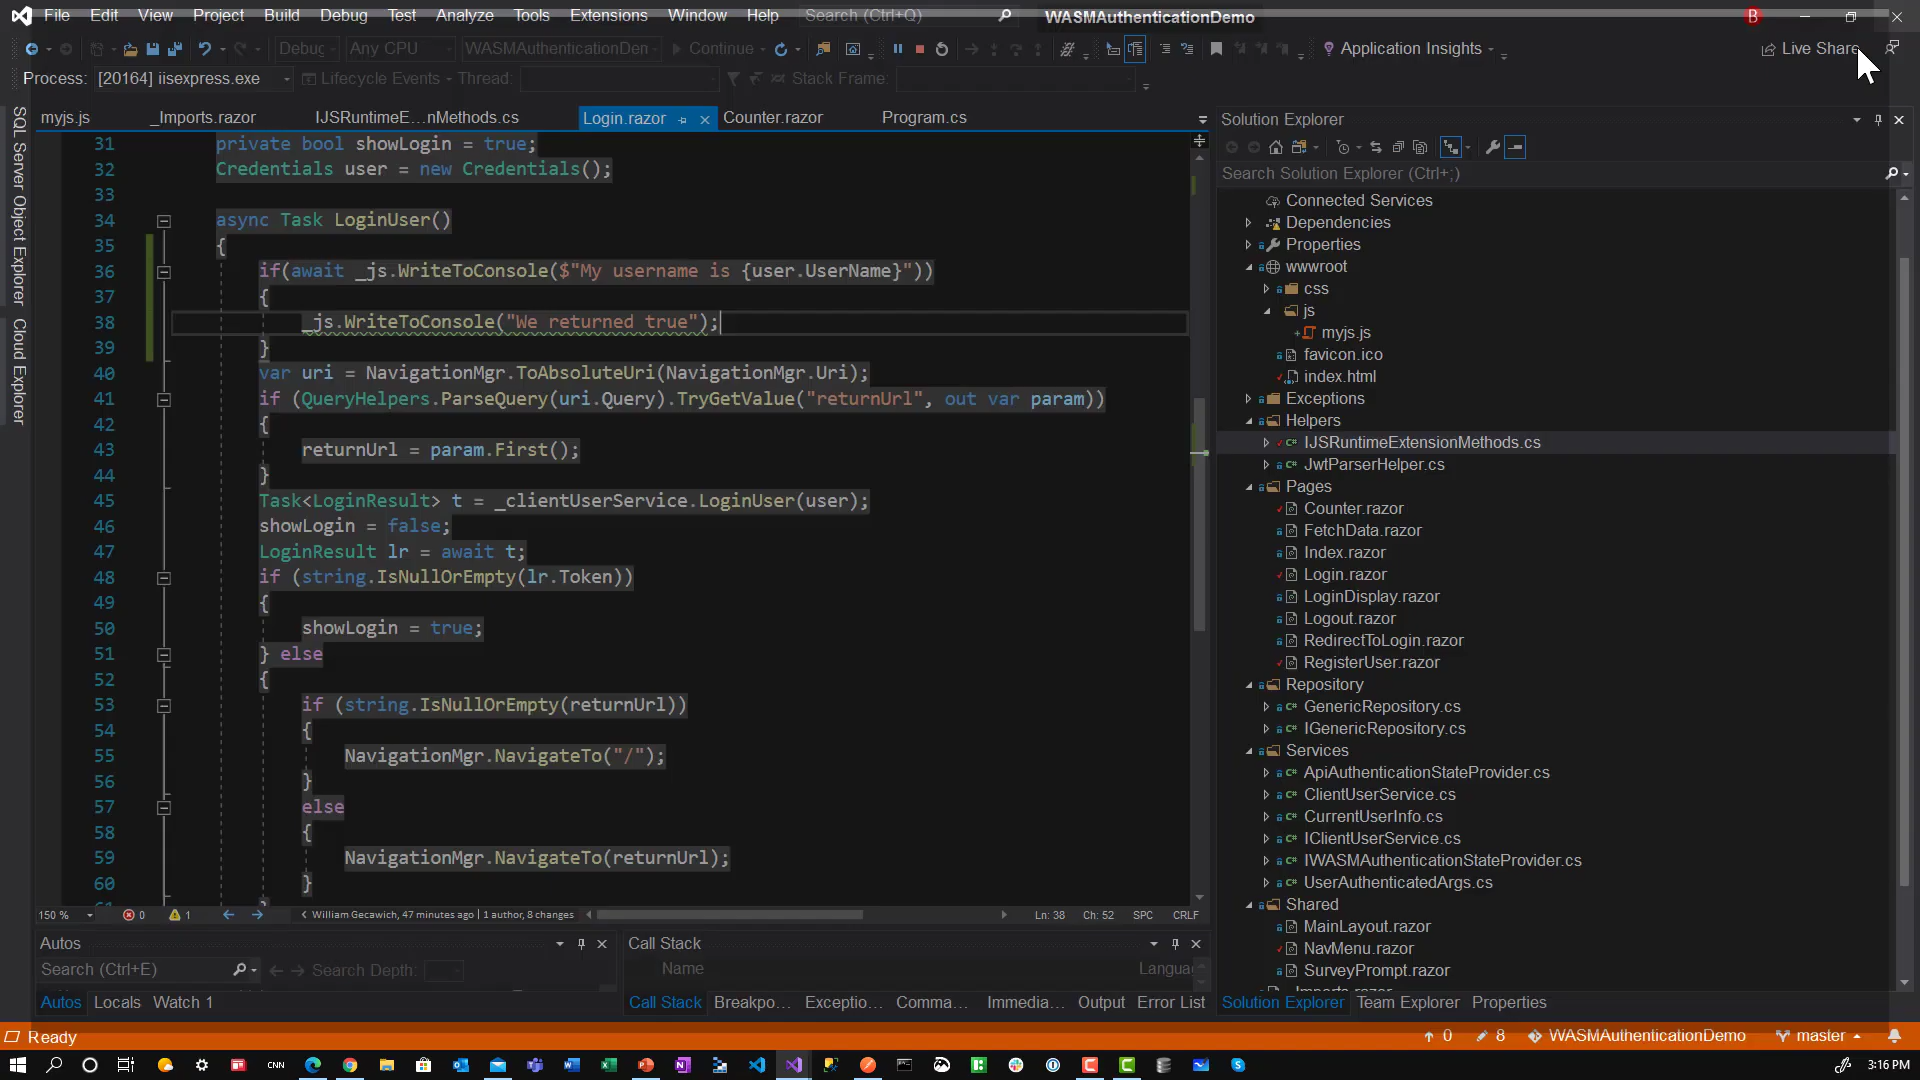 File Edit View Project Build Debug Test Analyze Tools Extensions Window Help Search (Ctrl+Q) WASMAuthenticationDemo B
Debug Any CPU WASMAuthenticationDen Continue Application Insights Live Share
Process: [20164] iisexpress.exe Lifecycle Events Thread: Stack Frame:
myjs.js _Imports.razor IJSRuntimeE...nMethods.cs Login.razor Counter.razor Program.cs
31 private bool showLogin = true;
32 Credentials user = new Credentials();
33
34 async Task LoginUser()
35 {
36 if(await _js.WriteToConsole($"My username is {user.UserName}"))
37 {
38 _js.WriteToConsole("We returned true");
39 }
40 var uri = NavigationMgr.ToAbsoluteUri(NavigationMgr.Uri);
41 if (QueryHelpers.ParseQuery(uri.Query).TryGetValue("returnUrl", out var param))
42 {
43 returnUrl = param.First();
44 }
45 Task<LoginResult> t = _clientUserService.LoginUser(user);
46 showLogin = false;
47 LoginResult lr = await t;
48 if (string.IsNullOrEmpty(lr.Token))
49 {
50 showLogin = true;
51 } else
52 {
53 if (string.IsNullOrEmpty(returnUrl))
54 {
55 NavigationMgr.NavigateTo("/");
56 }
57 else
58 {
59 NavigationMgr.NavigateTo(returnUrl);
60 }
150 % 0 1 William Gecawich, 47 minutes ago | 1 author, 8 changes Ln: 38 Ch: 52 SPC CRLF
SQL Server Object Explorer
Cloud Explorer
Solution Explorer
Search Solution Explorer (Ctrl+;)
Connected Services
Dependencies
Properties
wwwroot
css
js
myjs.js
favicon.ico
index.html
Exceptions
Helpers
IJSRuntimeExtensionMethods.cs
JwtParserHelper.cs
Pages
Counter.razor
FetchData.razor
Index.razor
Login.razor
LoginDisplay.razor
Logout.razor
RedirectToLogin.razor
RegisterUser.razor
Repository
GenericRepository.cs
IGenericRepository.cs
Services
ApiAuthenticationStateProvider.cs
ClientUserService.cs
CurrentUserInfo.cs
IClientUserService.cs
IWASMAuthenticationStateProvider.cs
UserAuthenticatedArgs.cs
Shared
MainLayout.razor
NavMenu.razor
SurveyPrompt.razor
_Imports.razor
Autos
Search (Ctrl+E) Search Depth:
Autos Locals Watch 1
Call Stack
Name Langua
Call Stack Breakpo... Exceptio... Comma... Immedia... Output Error List
Solution Explorer Team Explorer Properties
Ready 0 8 WASMAuthenticationDemo master
CNN 3:16 PM